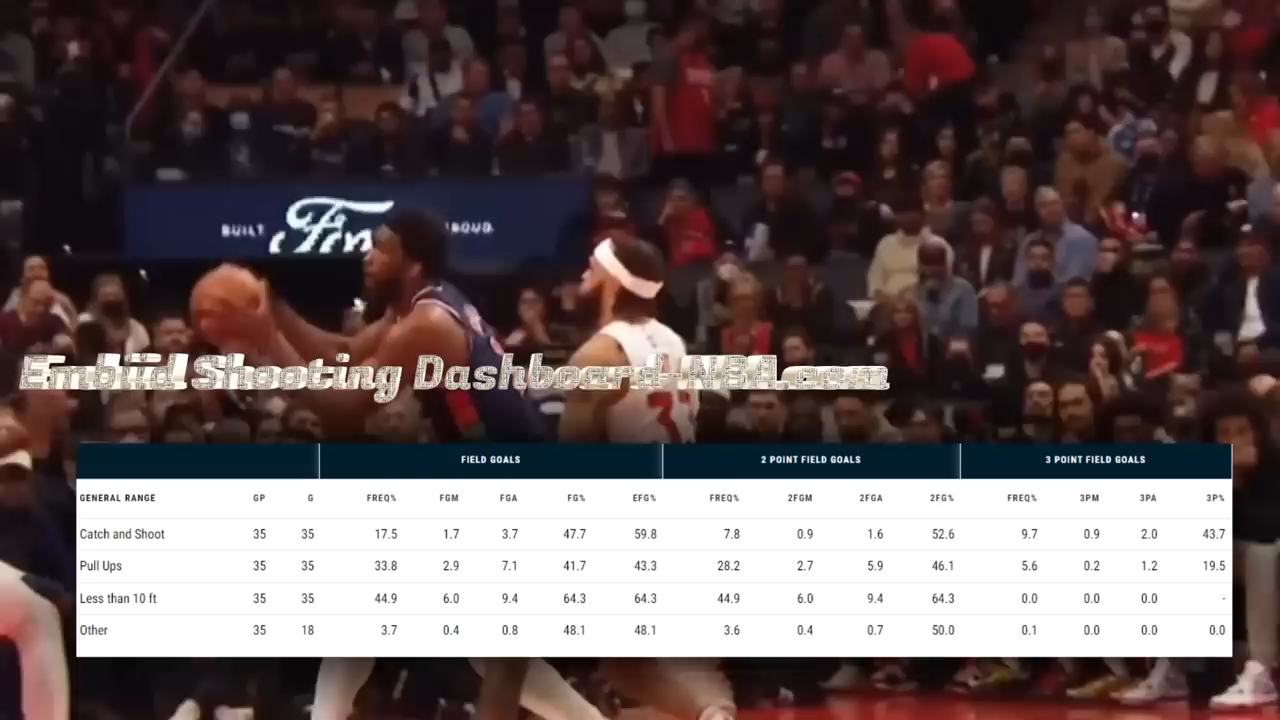 BUILT Ford PROUD
Embiid Shooting Dashboard-NBA.com
FIELD GOALS 2 POINT FIELD GOALS 3 POINT FIELD GOALS
GENERAL RANGE GP G FREQ% FGM FGA FG% EFG% FREQ% 2FGM 2FGA 2FG% FREQ% 3PM 3PA 3P%
Catch and Shoot 35 35 17.5 1.7 3.7 47.7 59.8 7.8 0.9 1.6 52.6 9.7 0.9 2.0 43.7
Pull Ups 35 35 33.8 2.9 7.1 41.7 43.3 28.2 2.7 5.9 46.1 5.6 0.2 1.2 19.5
Less than 10 ft 35 35 44.9 6.0 9.4 64.3 64.3 44.9 6.0 9.4 64.3 0.0 0.0 0.0 -
Other 35 18 3.7 0.4 0.8 48.1 48.1 3.6 0.4 0.7 50.0 0.1 0.0 0.0 0.0